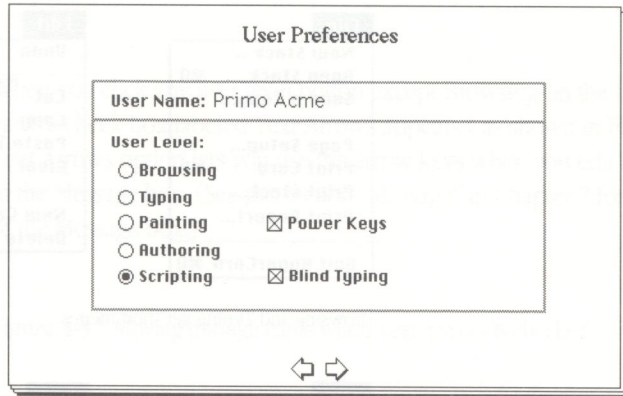 User Preferences
User Name: Primo Acme
User Level:
Browsing
Typing
Painting
Power Keys
Authoring
Scripting
Blind Typing